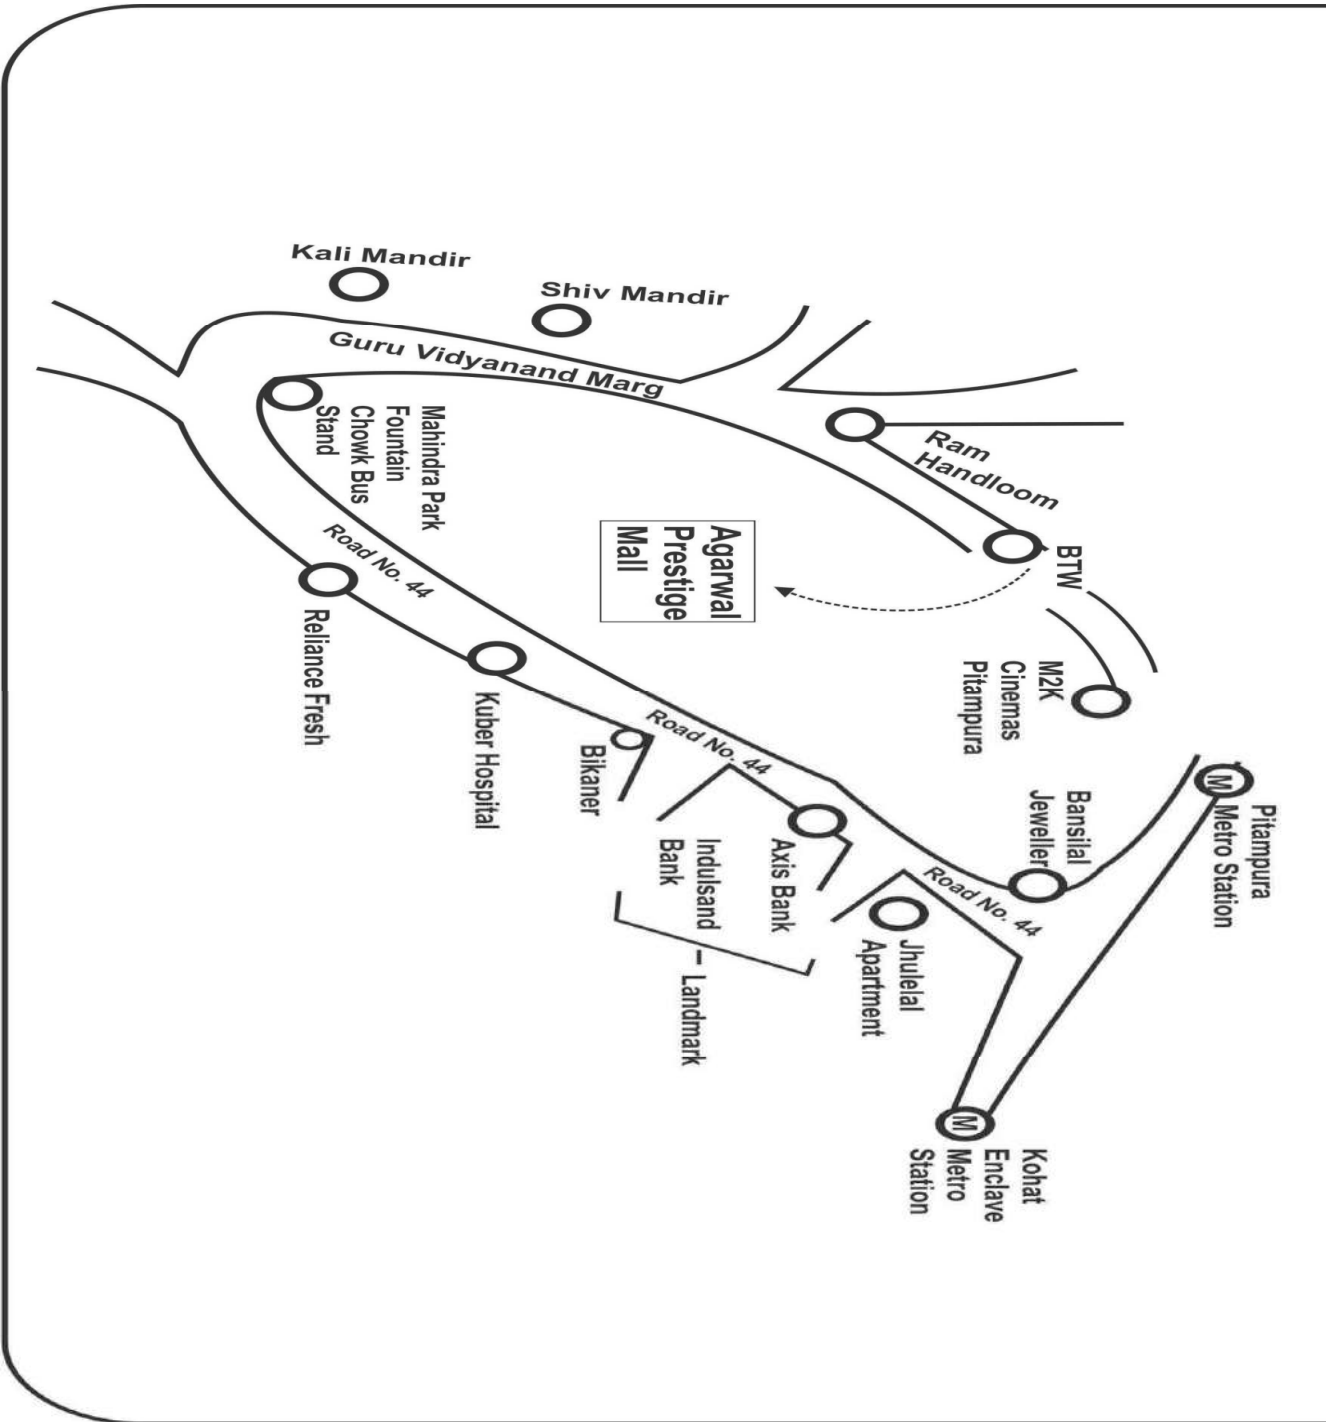 Kali Mandir
Shiv Mandir
Guru Vidyanand Marg
Mahindra Park
Fountain
Chowk Bus
Stand
Ram
Handloom
BTW
Agarwal
Prestige
Mall
M2K
Cinemas
Pitampura
Road No. 44
Reliance Fresh
Kuber Hospital
Bikaner
Road No. 44
Indulsand
Bank
Axis Bank
Landmark
Bansilal
Jeweller
Road No. 44
Jhulelal
Apartment
Pitampura
Metro Station
M
M
Kohat
Enclave
Metro
Station